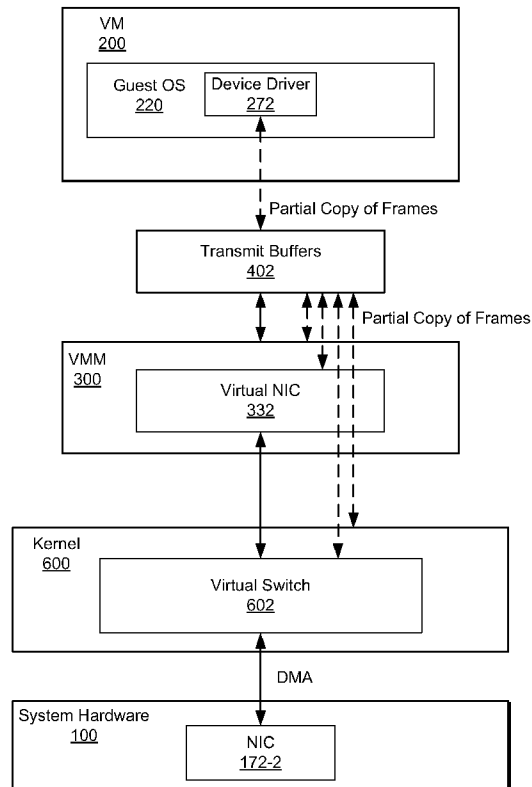 VM
200
Guest OS
220
Device Driver
272
Partial Copy of Frames
Transmit Buffers
402
Partial Copy of Frames
VMM
300
Virtual NIC
332
Kernel
600
Virtual Switch
602
DMA
System Hardware
100
NIC
172-2